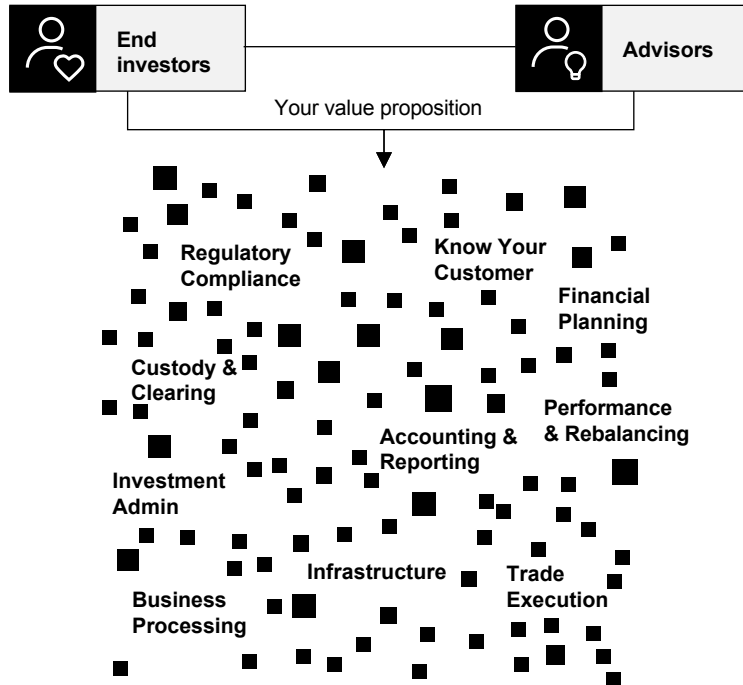 End
investors
Advisors
Your value proposition
Regulatory
Compliance
Know Your
Customer
Financial
Planning
Custody &
Clearing
Performance
& Rebalancing
Accounting &
Reporting
Investment
Admin
Infrastructure
Trade
Execution
Business
Processing